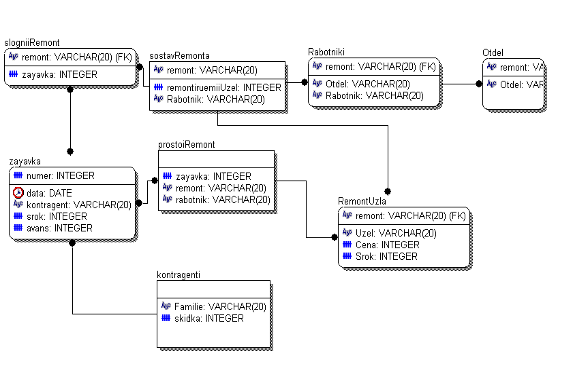 slogniiRemont
remont: VARCHAR(20) (FK)
zayavka: INTEGER
sostavRemonta
remont: VARCHAR(20)
remontiruemiiUzel: INTEGER
Rabotnik: VARCHAR(20)
Rabotniki
remont: VARCHAR(20) (FK)
Otdel: VARCHAR(20)
Rabotnik: VARCHAR(20)
Otdel
remont: VA
Otdel: VAR
zayavka
numer: INTEGER
data: DATE
kontragent: VARCHAR(20)
srok: INTEGER
avans: INTEGER
prostoiRemont
zayavka: INTEGER
remont: VARCHAR(20)
rabotnik: VARCHAR(20)
RemontUzla
remont: VARCHAR(20) (FK)
Uzel: VARCHAR(20)
Cena: INTEGER
Srok: INTEGER
kontragenti
Familie: VARCHAR(20)
skidka: INTEGER